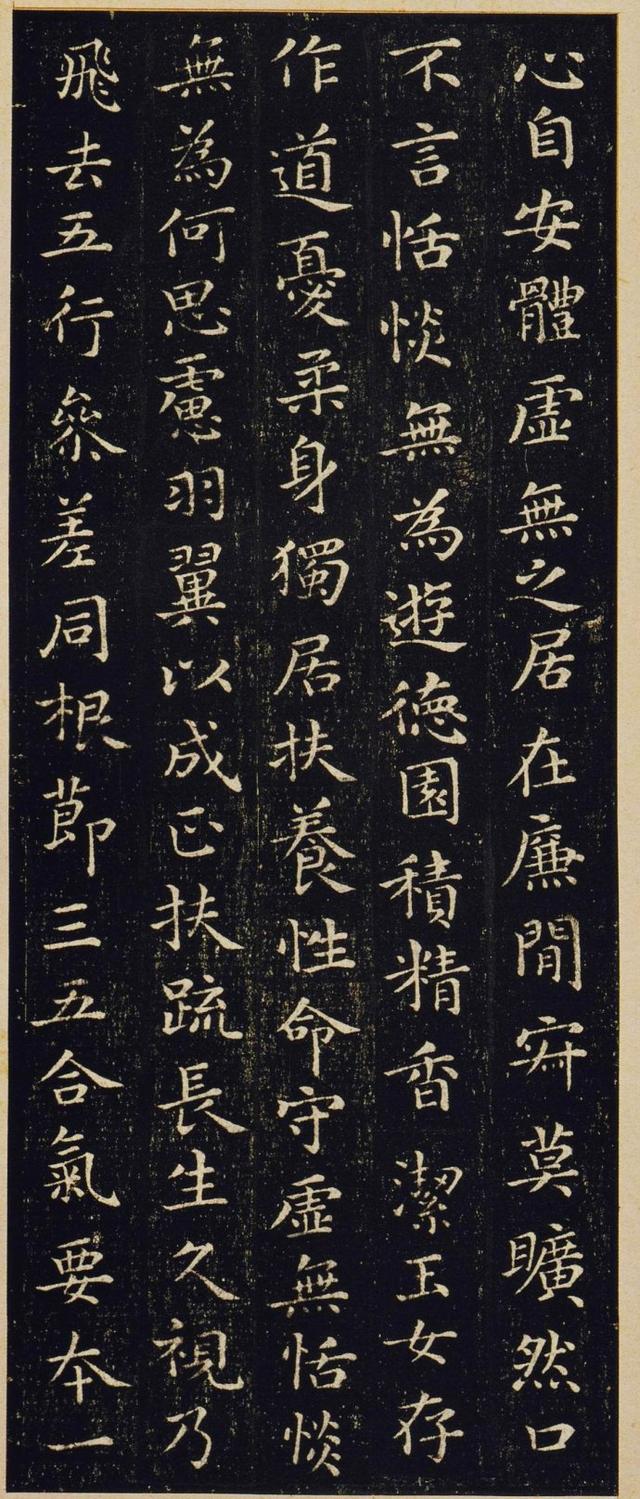 心自安體虛無之居在廉間㝠莫曠然口
不言恬惔無為遊德園積精香潔玉女存
作道憂柔身獨居扶養性命守虛無恬惔
無為何思慮羽翼以成正扶疏長生久視乃
飛去五行參差同根節三五合氣要本一